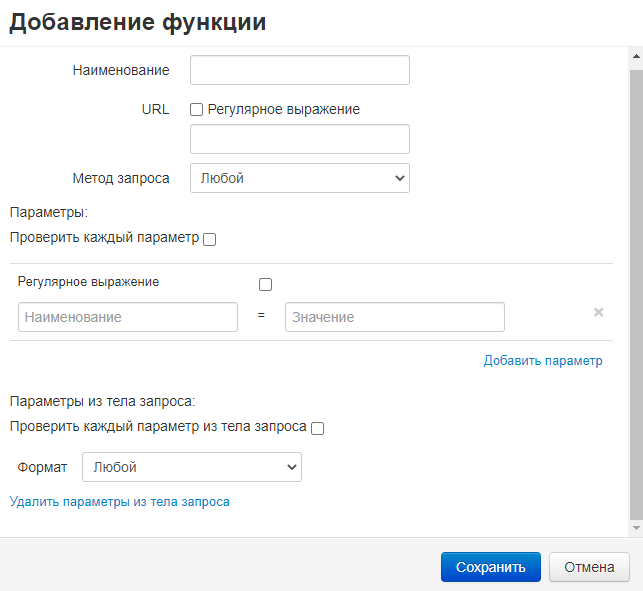 Добавление функции
Наименование
URL Регулярное выражение
Метод запроса Любой
Параметры:
Проверить каждый параметр
Регулярное выражение
Наименование = Значение
Добавить параметр
Параметры из тела запроса:
Проверить каждый параметр из тела запроса
Формат Любой
Удалить параметры из тела запроса
Сохранить Отмена